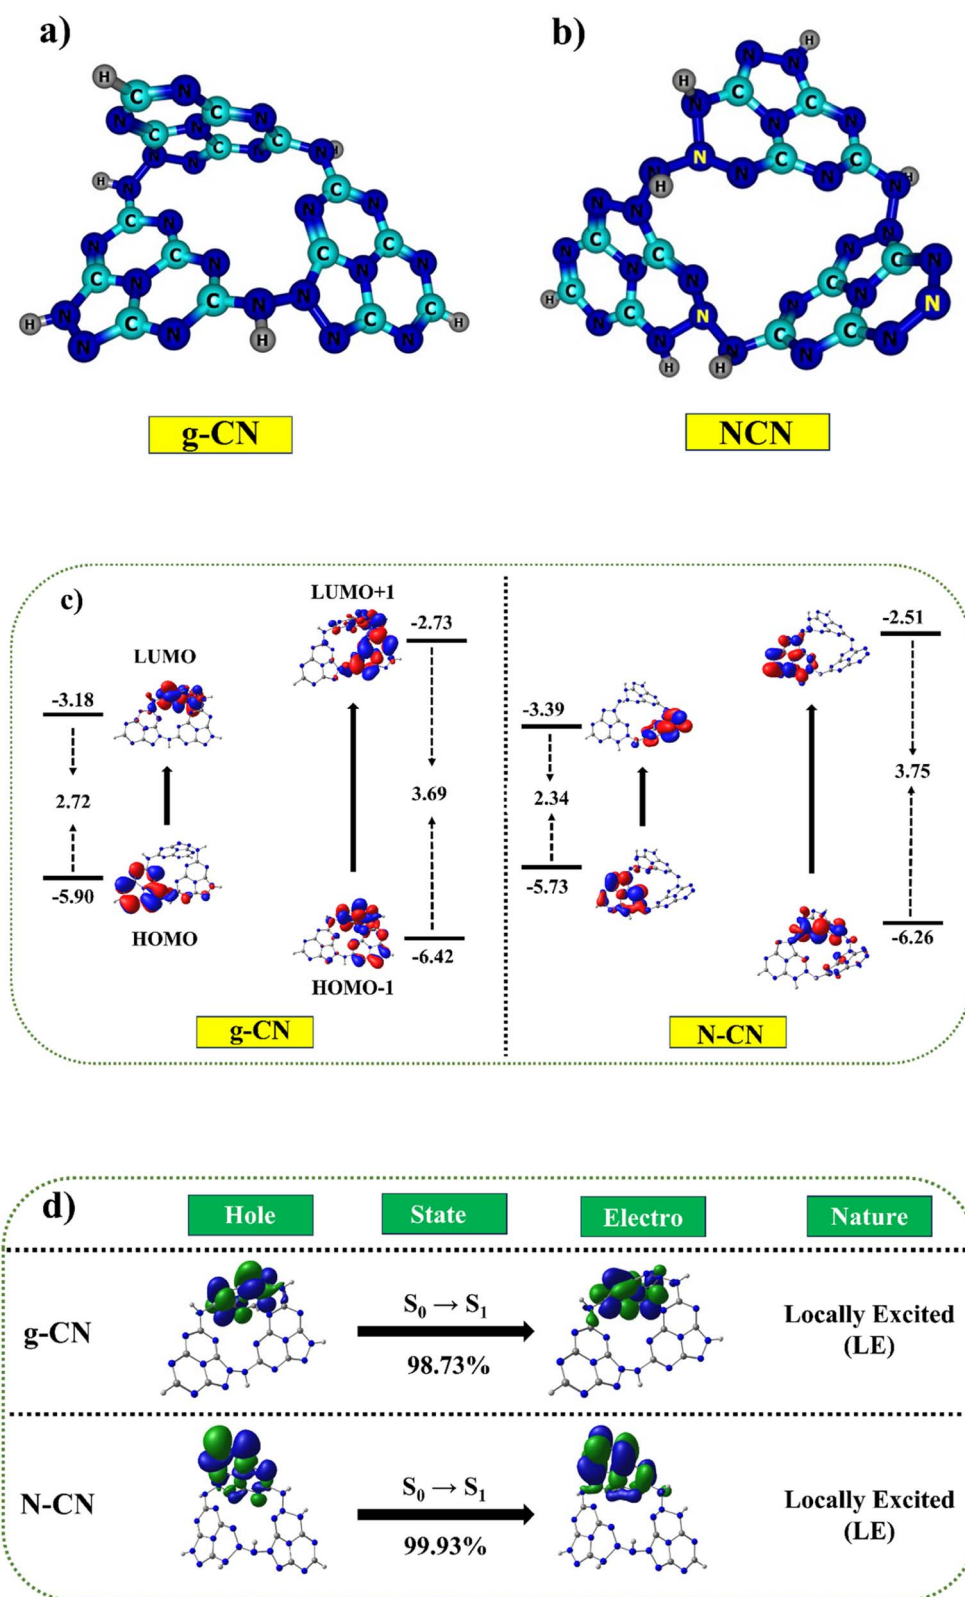 a)
b)
H
C
N
N
C
N
C
N
C
N
C
N
N
N
C
N
H
H
N
C
N
N
C
N
N
C
N
N
C
C
N
N
C
N
C
N
C
H
N
C
N
H
N
N
H
N
C
N
N
C
N
H
N
N
H
H
N
C
C
N
N
N
N
C
N
C
N
N
H
N
H
N
N
C
N
C
N
C
H
N
C
N
N
H
N
N
H
N
N
C
N
N
C
N
N
C
C
N
N
g-CN
NCN
c)
LUMO+1
-2.73
-2.51
LUMO
-3.18
-3.39
3.75
2.72
3.69
2.34
-5.90
-5.73
HOMO
-6.42
-6.26
HOMO-1
g-CN
N-CN
d)
Hole State Electro Nature
g-CN
S0 → S1
98.73%
Locally Excited
(LE)
N-CN
S0 → S1
99.93%
Locally Excited
(LE)